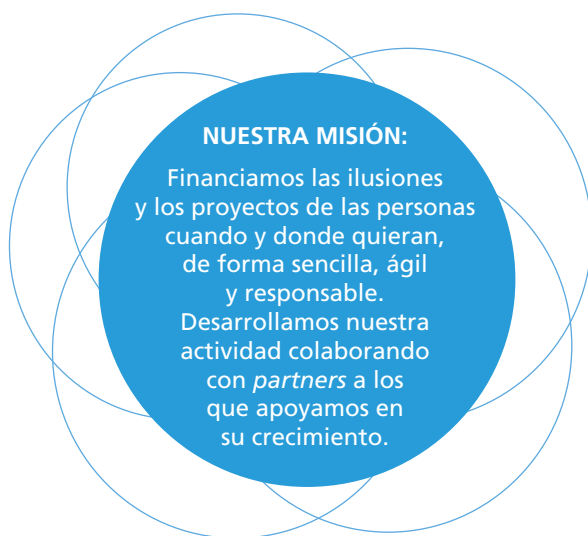 NUESTRA MISIÓN:
Financiamos las ilusiones
y los proyectos de las personas
cuando y donde quieran,
de forma sencilla, ágil
y responsable.
Desarrollamos nuestra
actividad colaborando
con partners a los
que apoyamos en
su crecimiento.